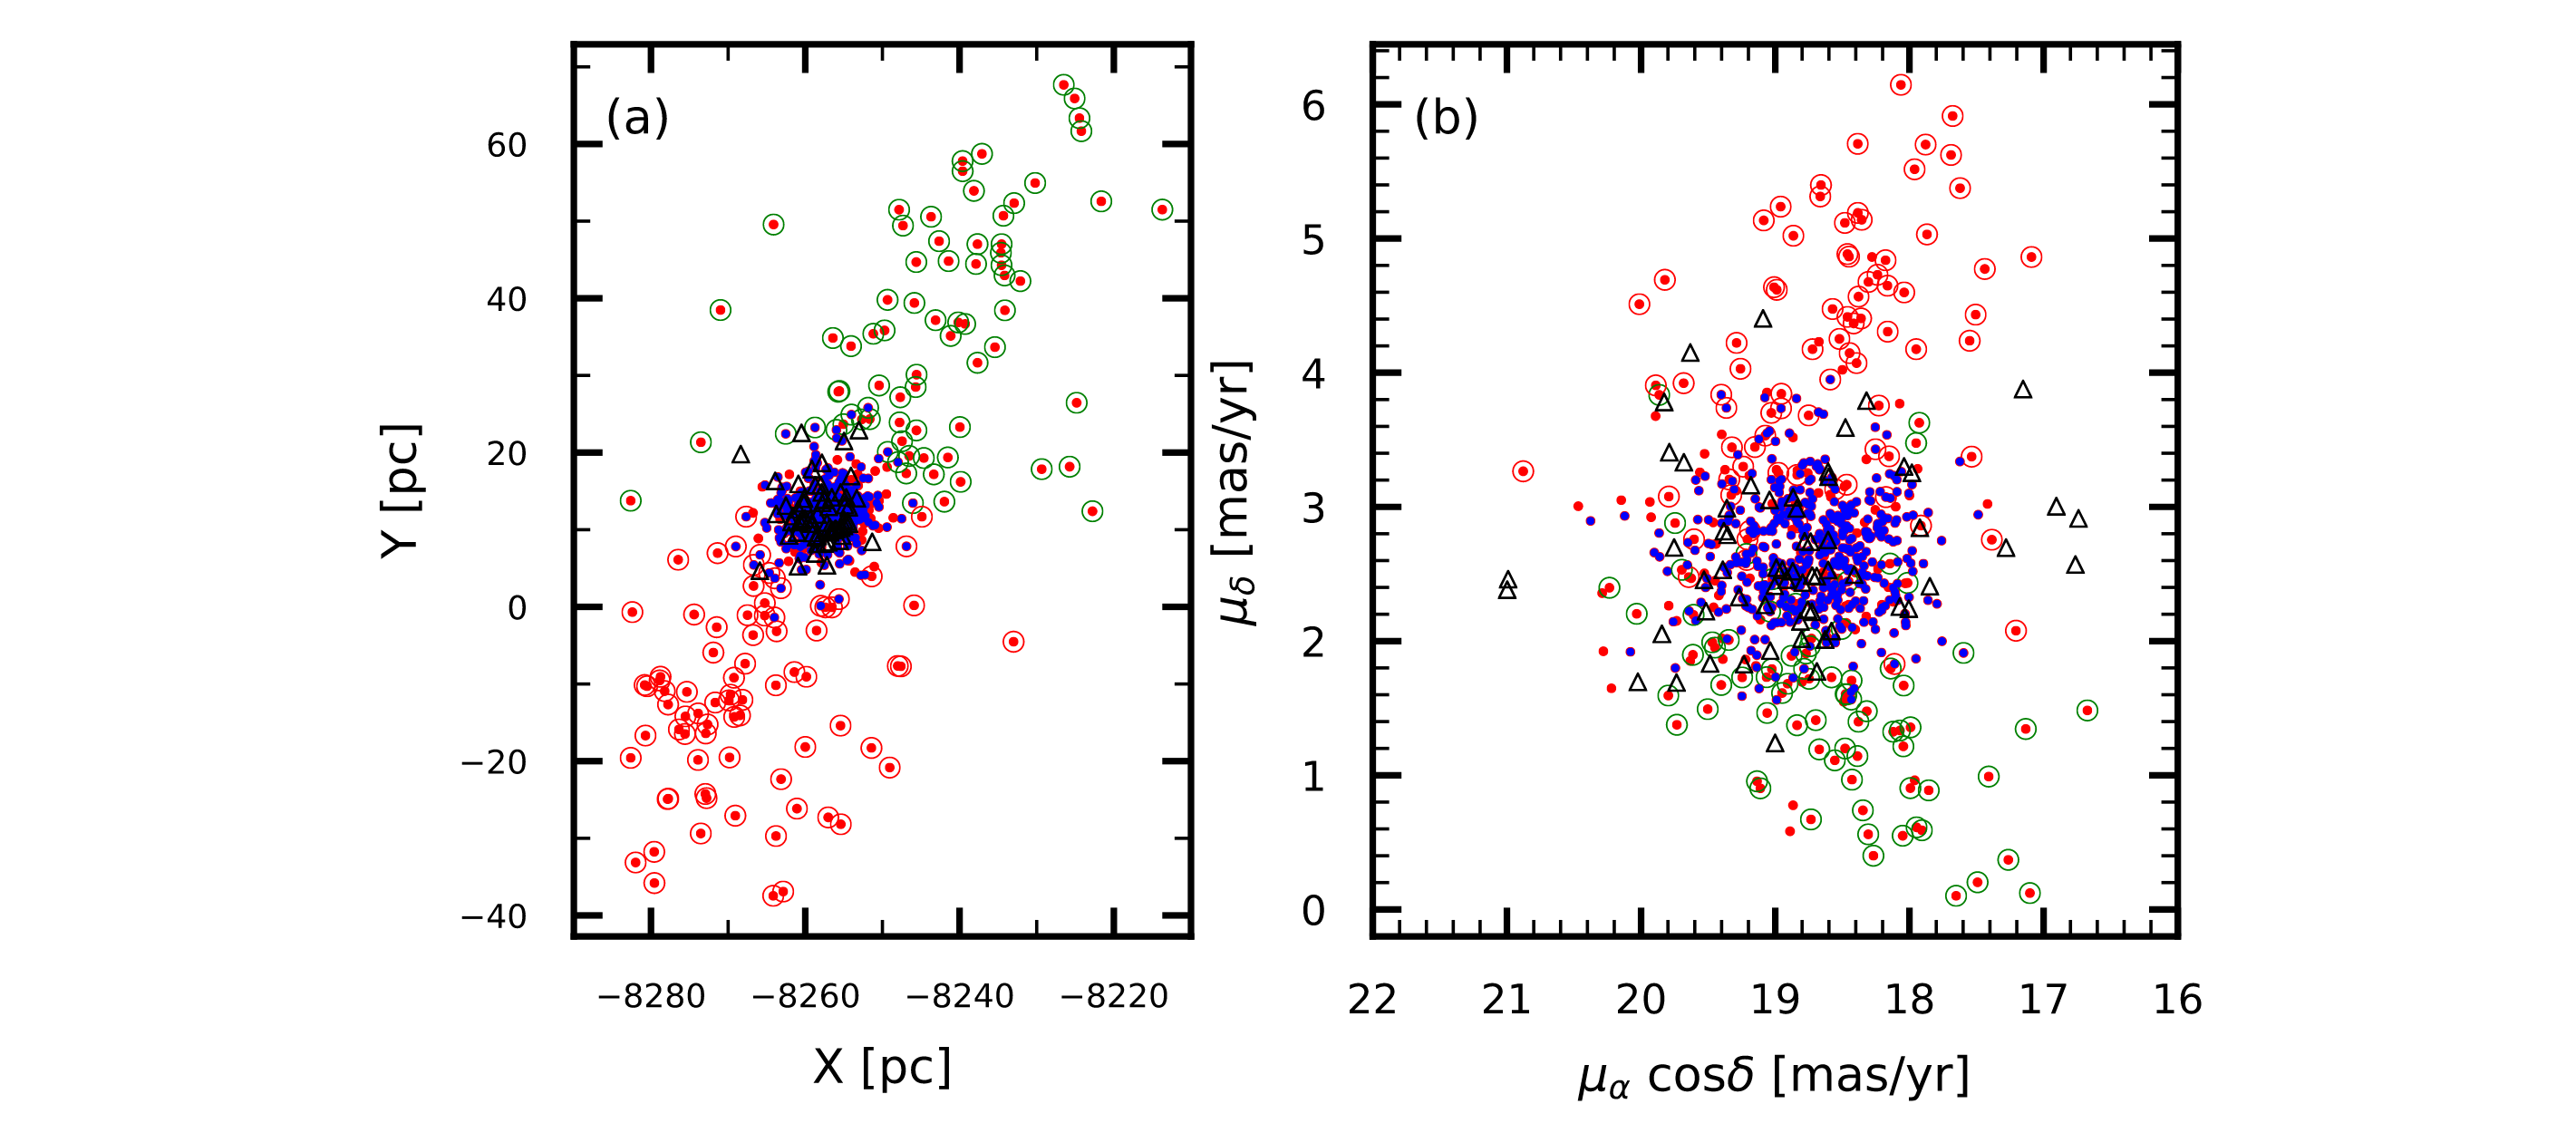 (a)
60
40
20
0
−20
−40
Y [pc]
−8280 −8260 −8240 −8220
X [pc]
(b)
6
5
4
3
2
1
0
μδ [mas/yr]
22 21 20 19 18 17 16
μα cosδ [mas/yr]